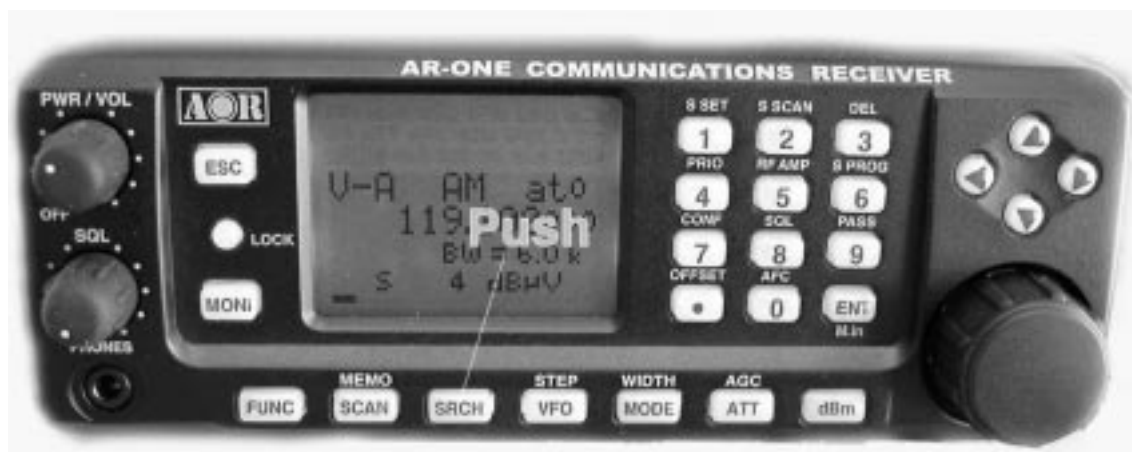 AR-ONE COMMUNICATIONS RECEIVER
PWR / VOL
AOR
S SET S SCAN DEL
1 2 3
ESC
PRIO RF AMP S PROG
V-A AM ato
4 5 6
OFF
119.
Push
CONF SQL PASS
SQL
LOCK
7 8 9
BW = 6.0 k
OFFSET AFC
S 4 dBµV
MONi
• 0 ENT
M.in
PHONES
MEMO STEP WIDTH AGC
FUNC SCAN SRCH VFO MODE ATT dBm